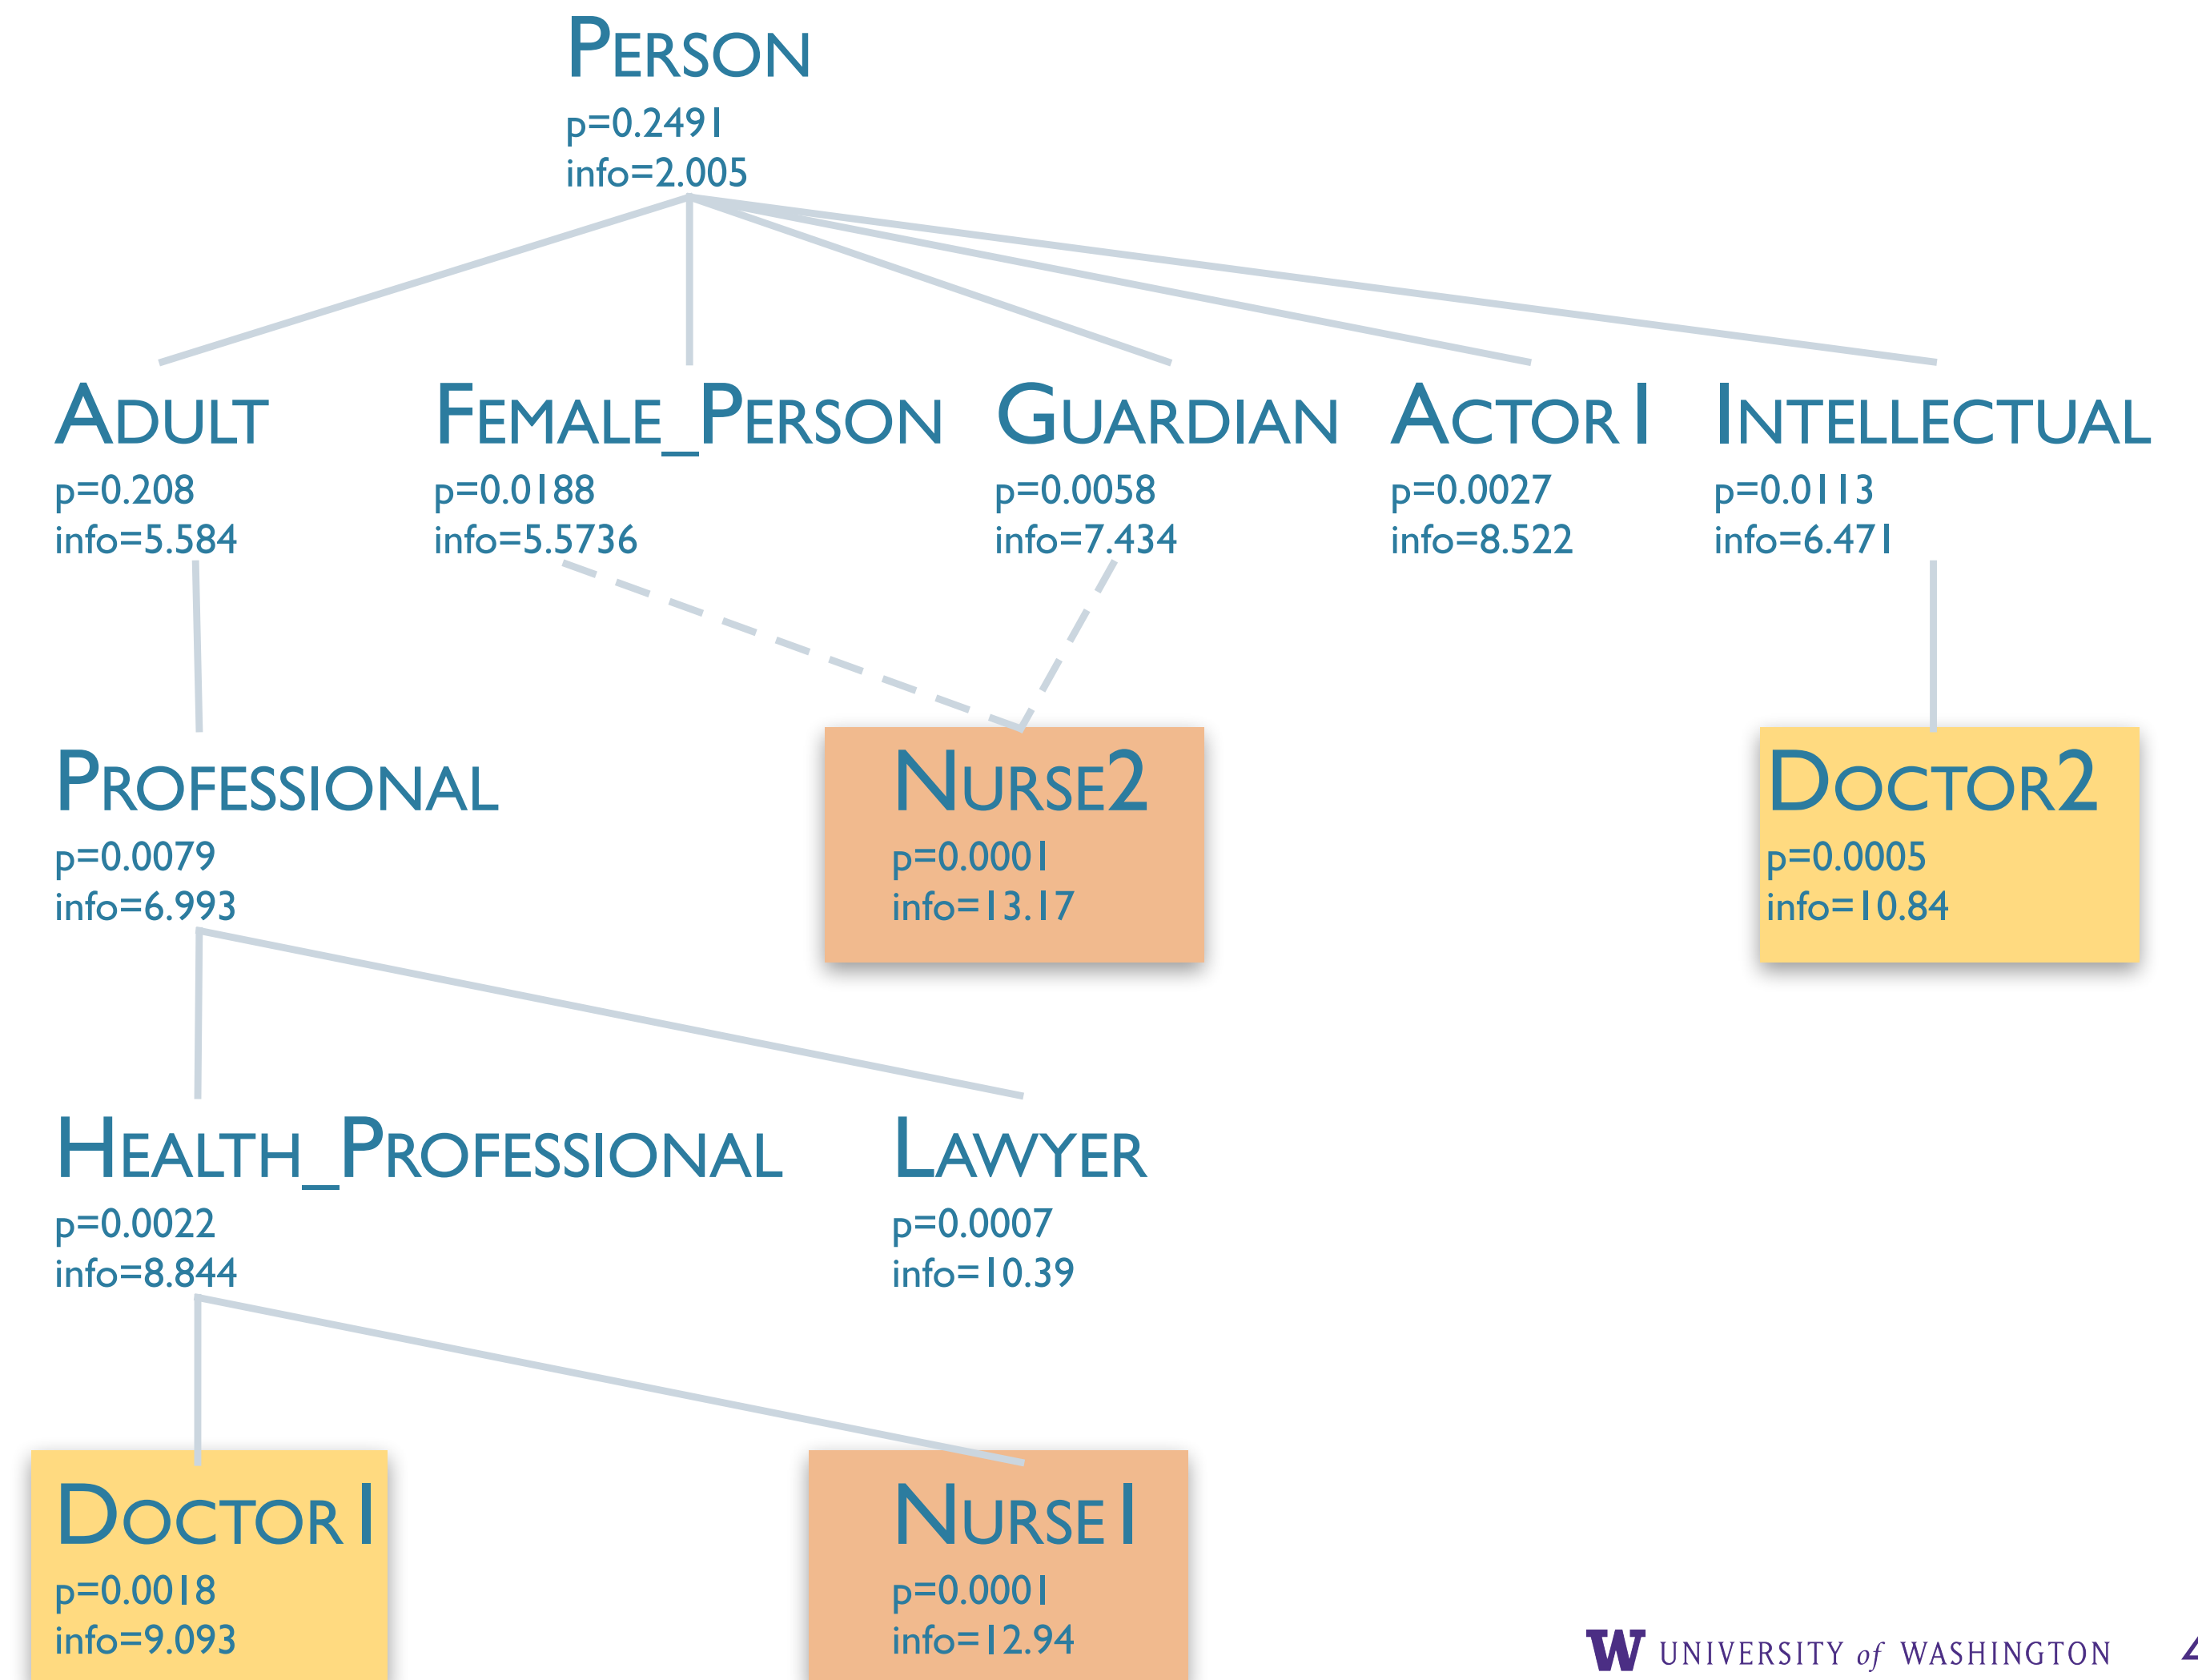 PERSON
p=0.2491
info=2.005
ADULT
p=0.208
info=5.584
FEMALE_PERSON
p=0.0188
info=5.5736
GUARDIAN
p=0.0058
info=7.434
ACTOR1
p=0.0027
info=8.522
INTELLECTUAL
p=0.0113
info=6.471
PROFESSIONAL
p=0.0079
info=6.993
NURSE2
p=0.0001
info=13.17
DOCTOR2
p=0.0005
info=10.84
HEALTH_PROFESSIONAL
p=0.0022
info=8.844
LAWYER
p=0.0007
info=10.39
DOCTOR1
p=0.0018
info=9.093
NURSE1
p=0.0001
info=12.94
W UNIVERSITY of WASHINGTON